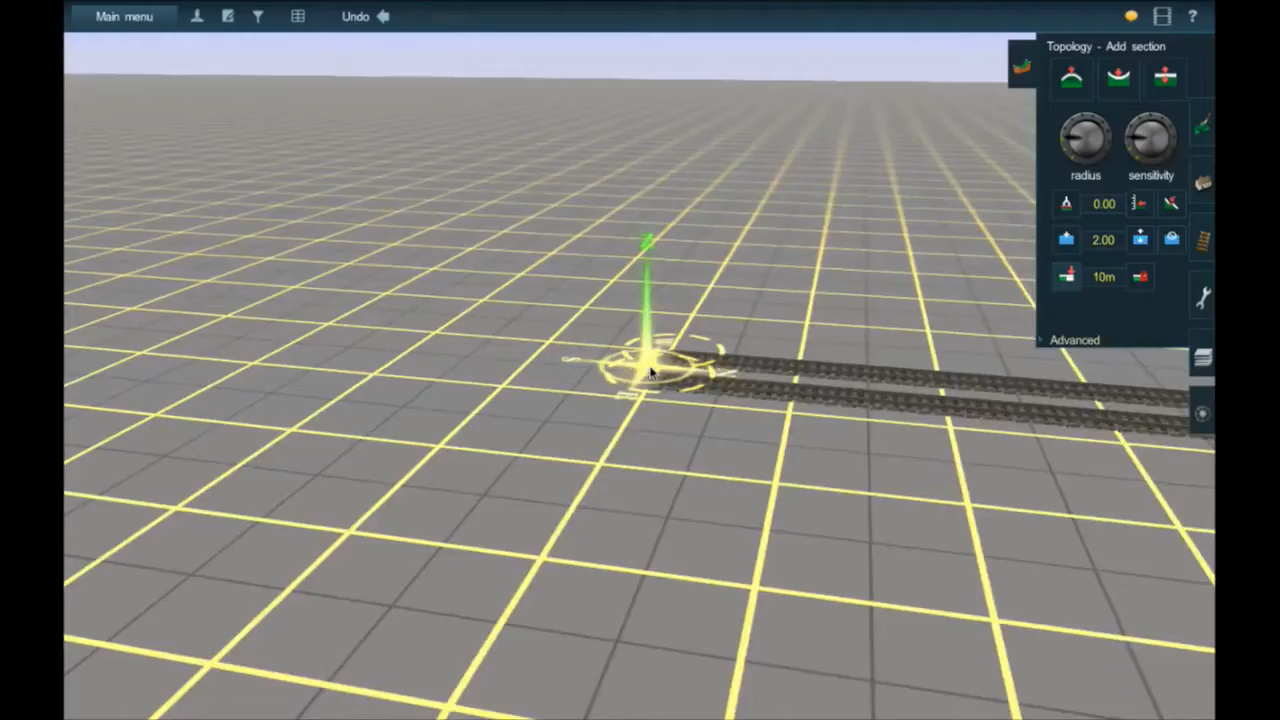 Main menu
Undo
?
Topology - Add section
radius sensitivity
0.00
2.00
10m
Advanced